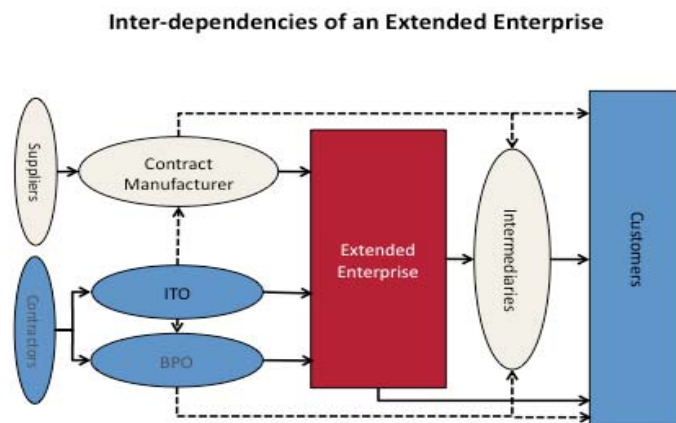 Inter-dependencies of an Extended Enterprise
Suppliers
Contract
Manufacturer
Extended
Enterprise
Intermediaries
Customers
Contractors
ITO
BPO